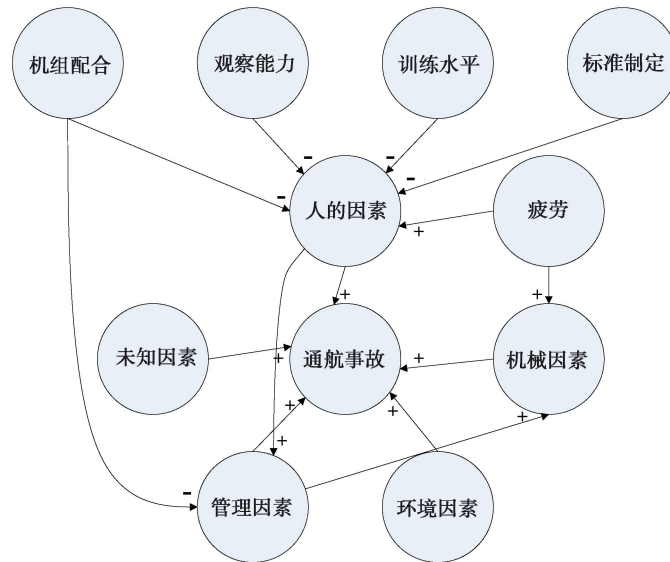 机组配合
观察能力
训练水平
标准制定
-
-
-
-
人的因素
疲劳
+
+
+
未知因素
+
通航事故
+
机械因素
+
+
+
+
-
管理因素
环境因素